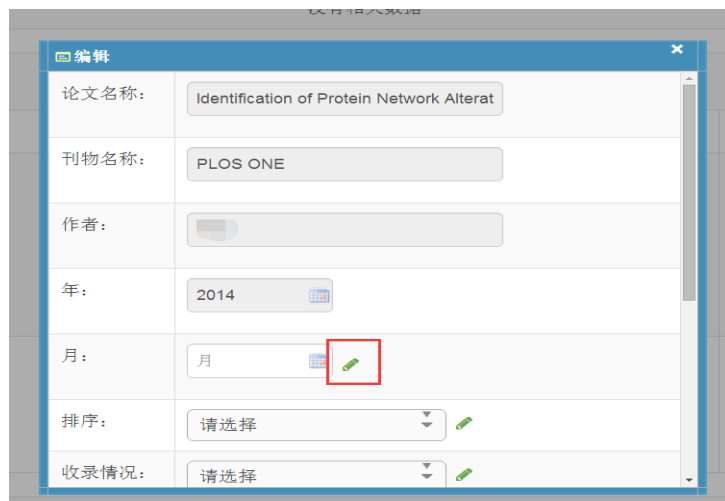 没有相关数据
编辑
论文名称： Identification of Protein Network Alterat
刊物名称： PLOS ONE
作者：
年： 2014
月： 月
排序： 请选择
收录情况： 请选择